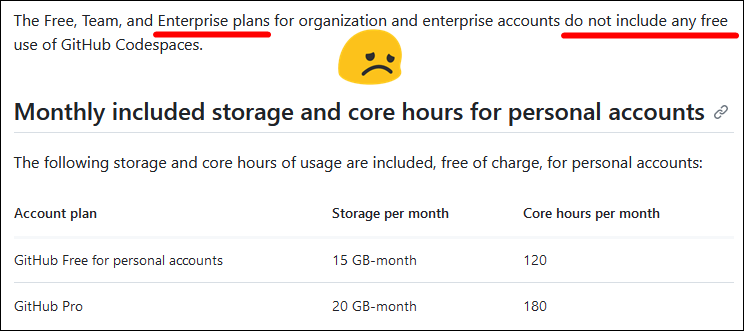 The Free, Team, and Enterprise plans for organization and enterprise accounts do not include any free
use of GitHub Codespaces.
Monthly included storage and core hours for personal accounts
The following storage and core hours of usage are included, free of charge, for personal accounts:
Account plan Storage per month Core hours per month
GitHub Free for personal accounts 15 GB-month 120
GitHub Pro 20 GB-month 180